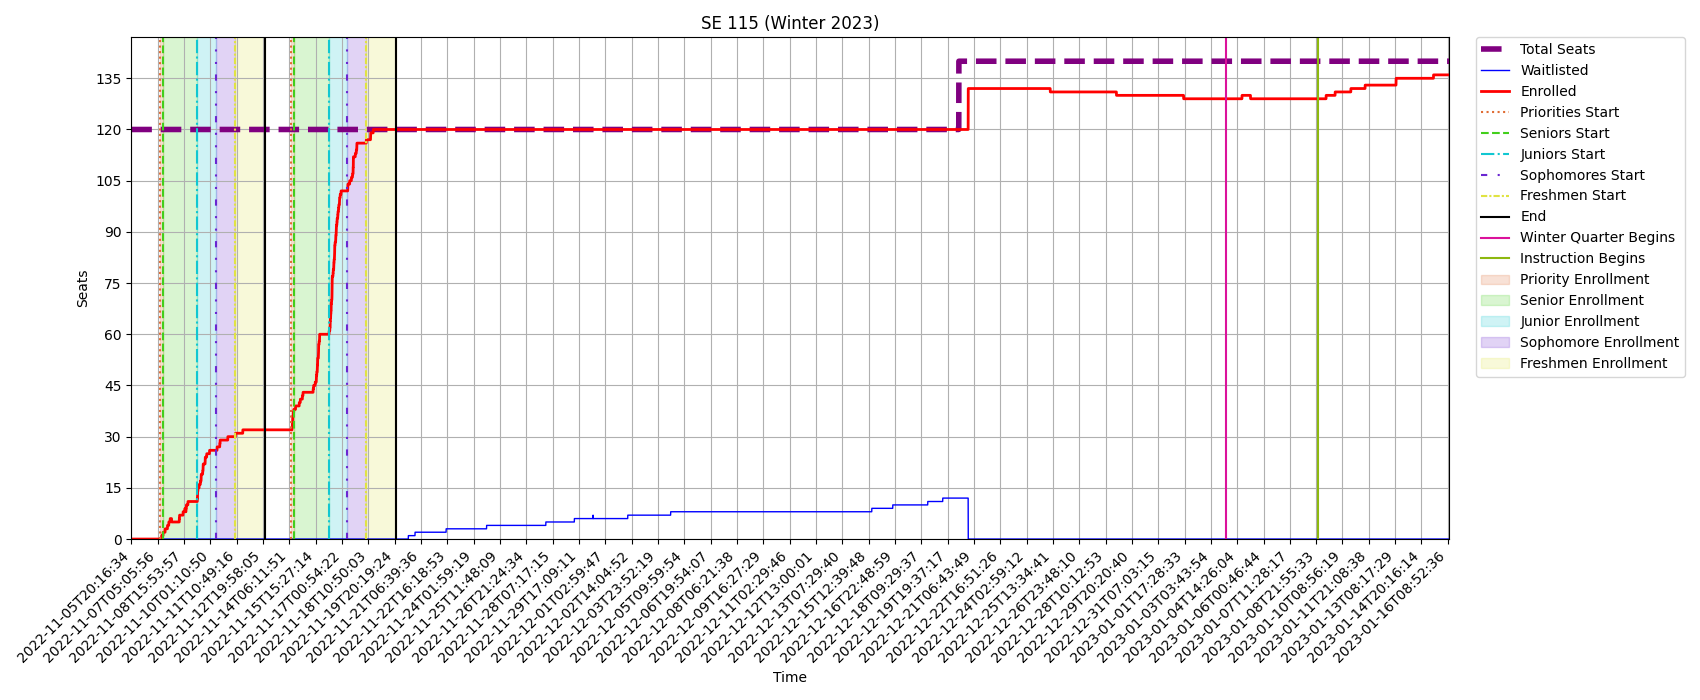 SE 115 (Winter 2023)
Seats
135
120
105
90
75
60
45
30
15
0
2022-11-05T20:16:34
2022-11-07T05:05:56
2022-11-08T15:53:57
2022-11-10T01:10:50
2022-11-11T10:49:16
2022-11-12T19:58:05
2022-11-14T06:11:51
2022-11-15T15:27:14
2022-11-17T00:54:22
2022-11-18T10:50:03
2022-11-19T20:19:24
2022-11-21T06:39:36
2022-11-22T16:18:53
2022-11-24T01:59:19
2022-11-25T11:48:09
2022-11-26T21:24:34
2022-11-28T07:17:15
2022-11-29T17:09:11
2022-12-01T02:59:47
2022-12-02T14:04:52
2022-12-03T23:52:19
2022-12-05T09:59:54
2022-12-06T19:54:07
2022-12-08T06:21:38
2022-12-09T16:27:29
2022-12-11T02:29:46
2022-12-12T13:00:01
2022-12-13T07:29:40
2022-12-15T12:39:48
2022-12-16T22:48:59
2022-12-18T09:29:37
2022-12-19T19:37:17
2022-12-21T06:43:49
2022-12-22T16:51:26
2022-12-24T02:59:12
2022-12-25T13:34:41
2022-12-26T23:48:10
2022-12-28T10:12:53
2022-12-29T20:20:40
2022-12-31T07:03:15
2023-01-01T17:28:33
2023-01-03T03:43:54
2023-01-04T14:26:04
2023-01-06T00:46:44
2023-01-07T11:28:17
2023-01-08T21:55:33
2023-01-10T08:56:19
2023-01-11T21:08:38
2023-01-13T08:17:29
2023-01-14T20:16:14
2023-01-16T08:52:36
Time
Total Seats
Waitlisted
Enrolled
Priorities Start
Seniors Start
Juniors Start
Sophomores Start
Freshmen Start
End
Winter Quarter Begins
Instruction Begins
Priority Enrollment
Senior Enrollment
Junior Enrollment
Sophomore Enrollment
Freshmen Enrollment